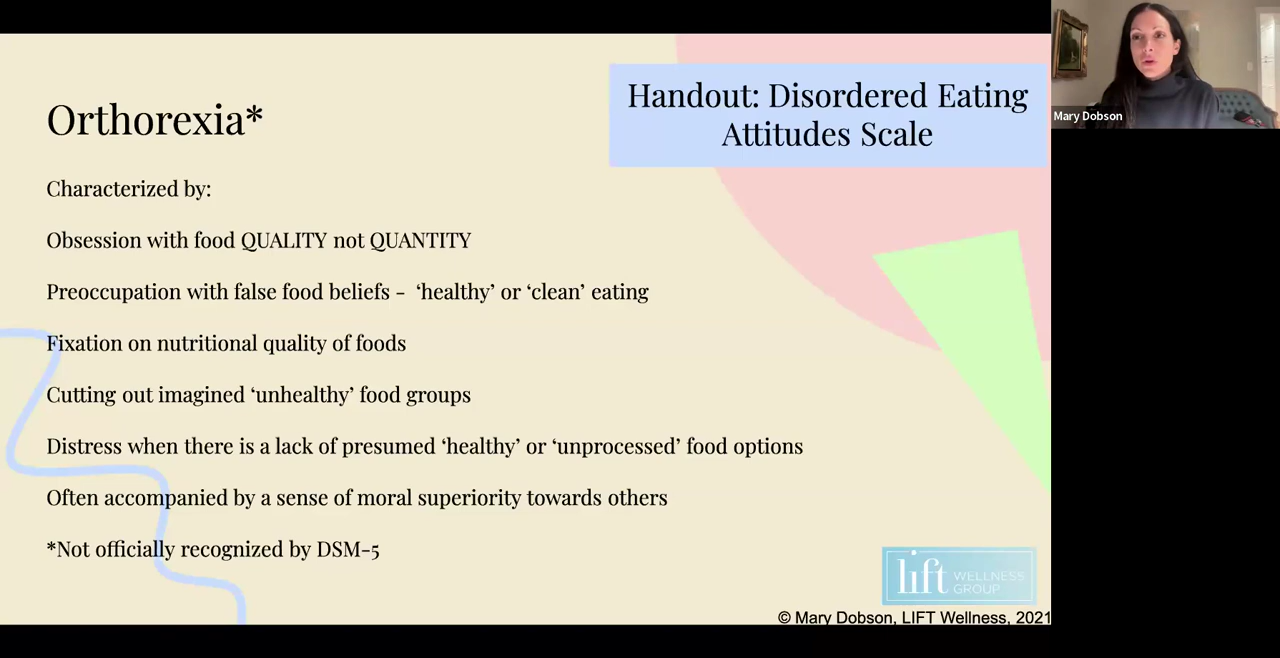 Orthorexia*
Handout: Disordered Eating
Attitudes Scale
Mary Dobson
Characterized by:
Obsession with food QUALITY not QUANTITY
Preoccupation with false food beliefs - ‘healthy’ or ‘clean’ eating
Fixation on nutritional quality of foods
Cutting out imagined ‘unhealthy’ food groups
Distress when there is a lack of presumed ‘healthy’ or ‘unprocessed’ food options
Often accompanied by a sense of moral superiority towards others
*Not officially recognized by DSM-5
lift WELLNESS
GROUP
© Mary Dobson, LIFT Wellness, 2021